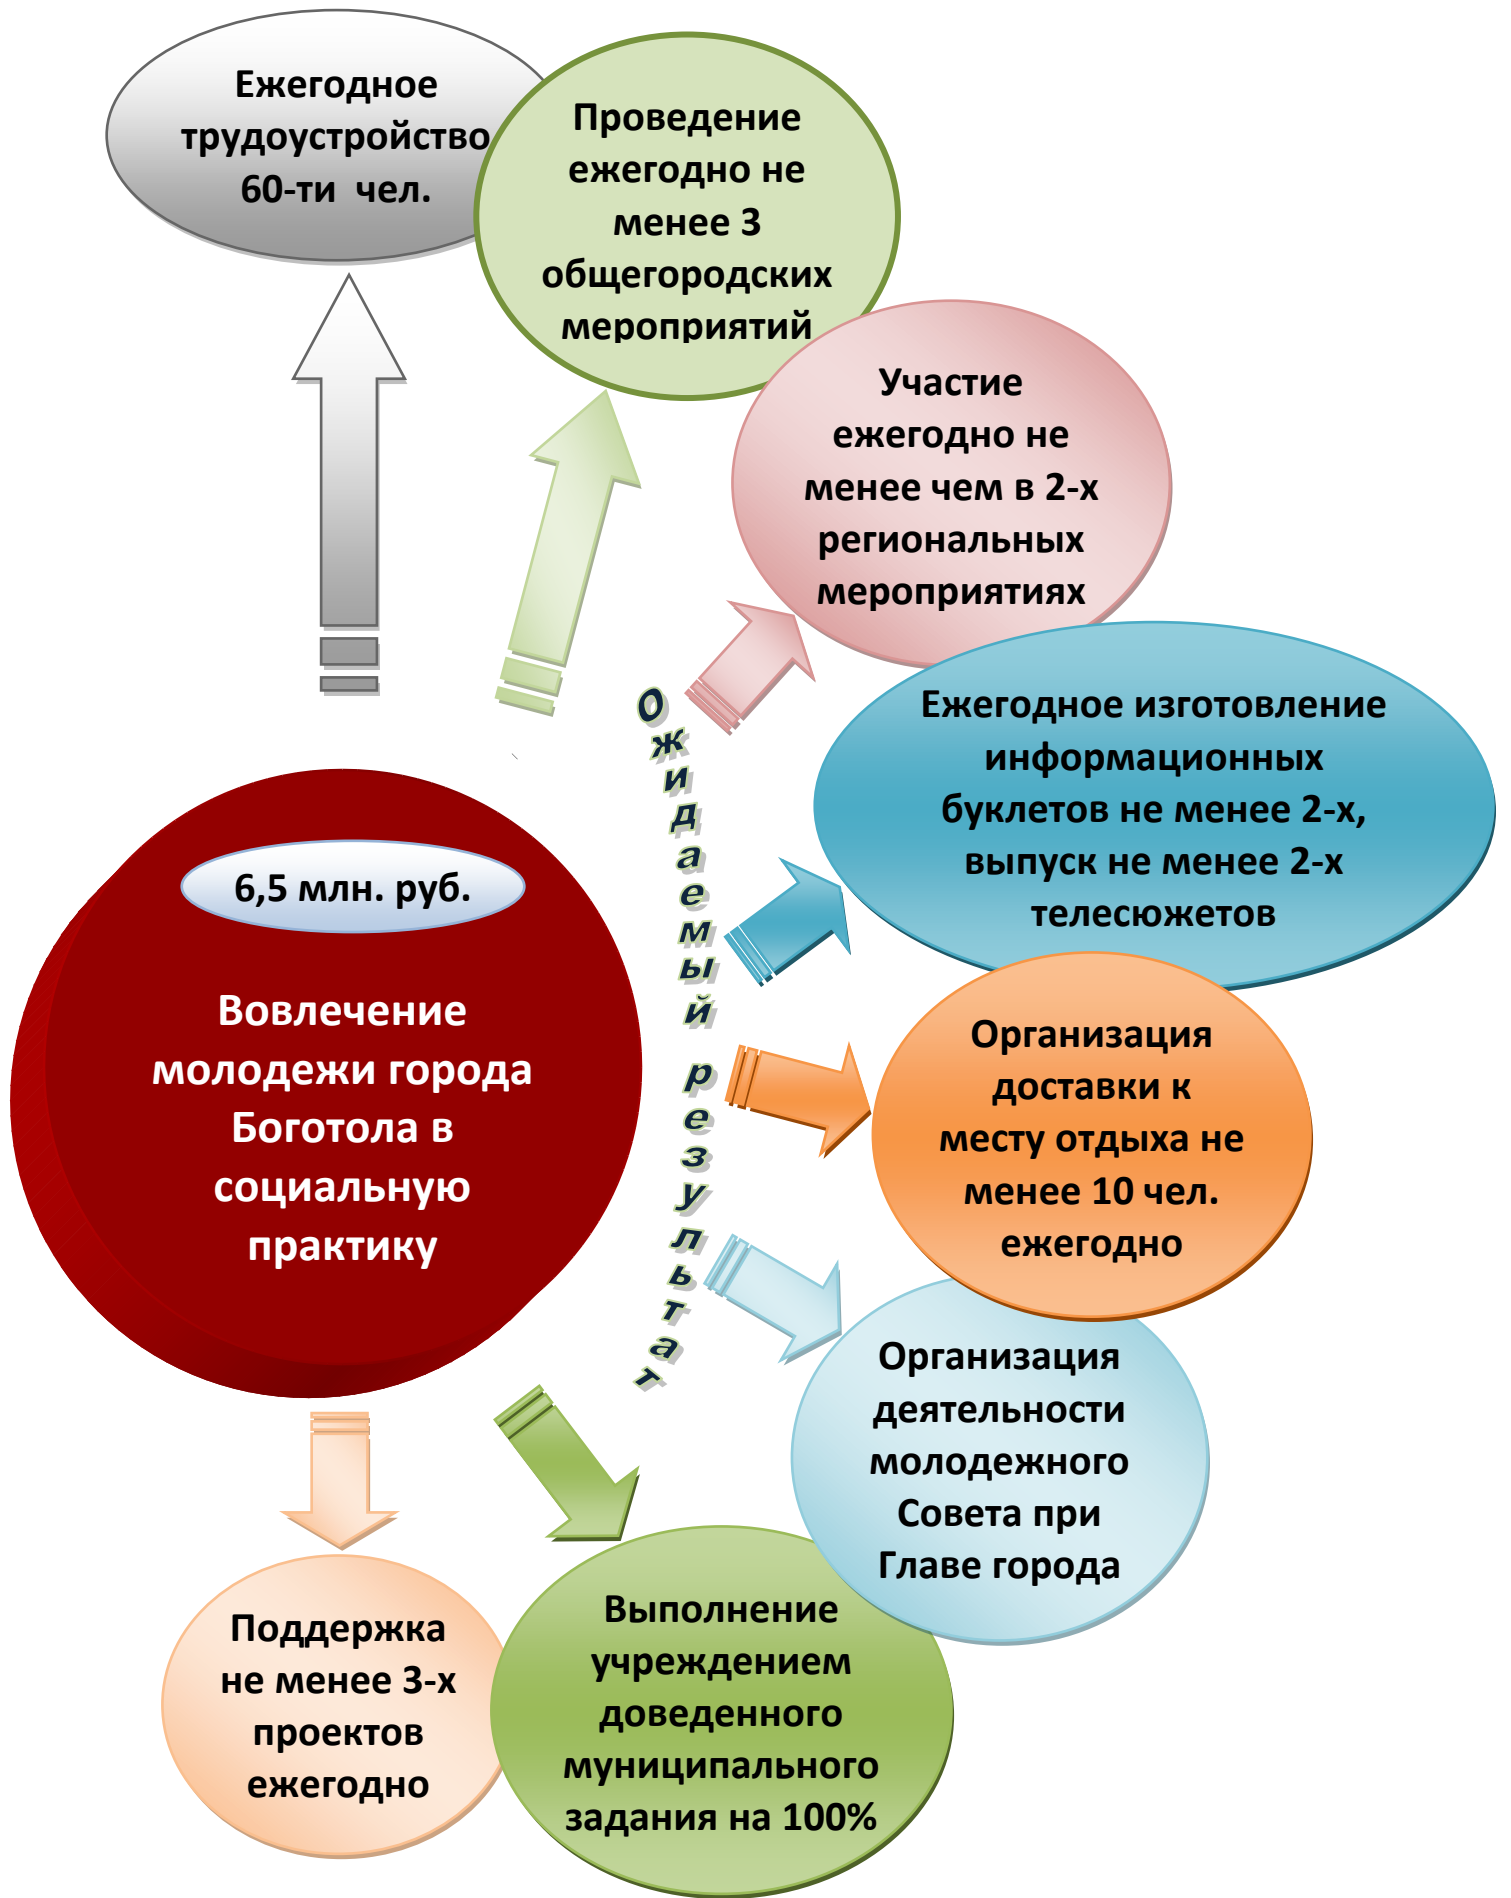 Ежегодное
трудоустройство
60-ти чел.
Проведение
ежегодно не
менее 3
общегородских
мероприятий
Участие
ежегодно не
менее чем в 2-х
региональных
мероприятиях
Ежегодное изготовление
информационных
буклетов не менее 2-х,
выпуск не менее 2-х
телесюжетов
Ожидаемый результат
6,5 млн. руб.
Вовлечение
молодежи города
Боготола в
социальную
практику
Организация
доставки к
месту отдыха не
менее 10 чел.
ежегодно
Организация
деятельности
молодежного
Совета при
Главе города
Выполнение
учреждением
доведенного
муниципального
задания на 100%
Поддержка
не менее 3-х
проектов
ежегодно